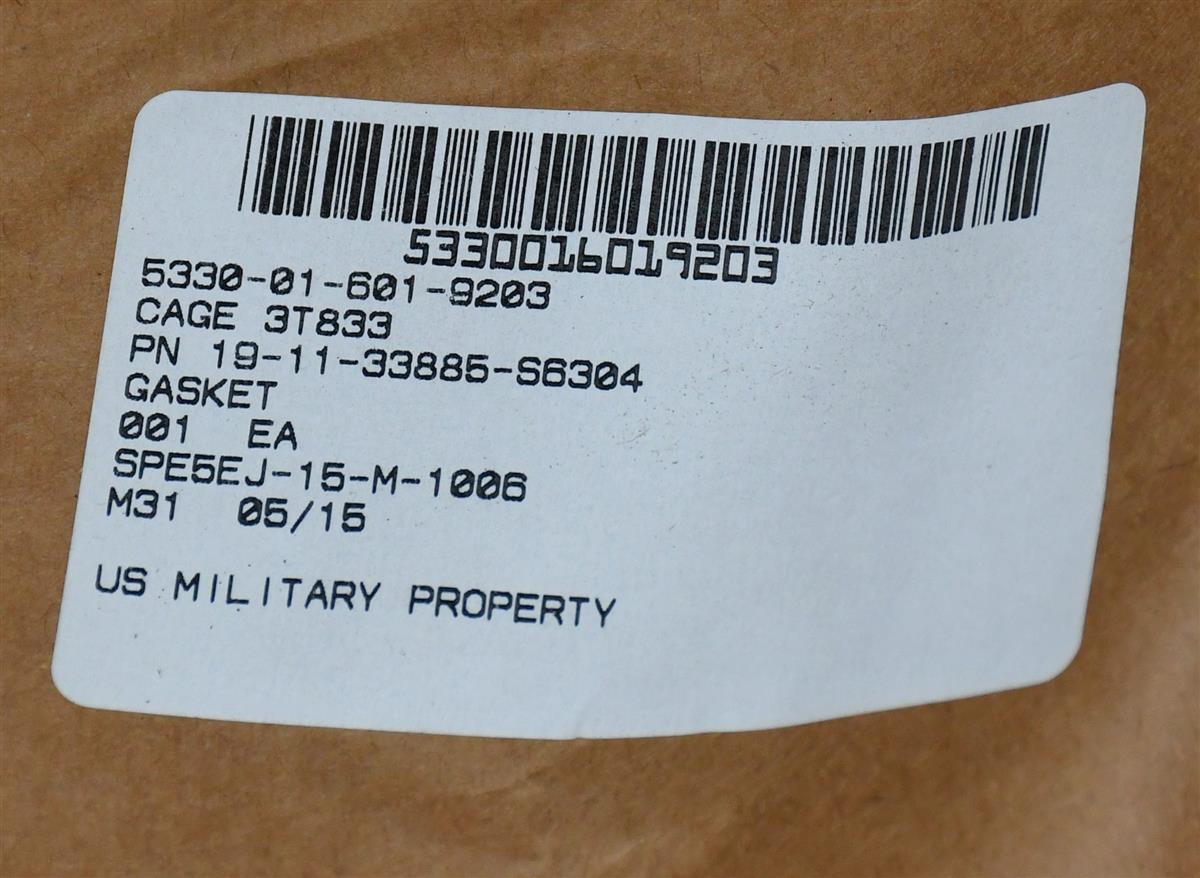 5330016019203
5330-01-601-9203
CAGE 3T833
PN 19-11-33885-S6304
GASKET
001 EA
SPE5EJ-15-M-1006
M31 05/15
US MILITARY PROPERTY